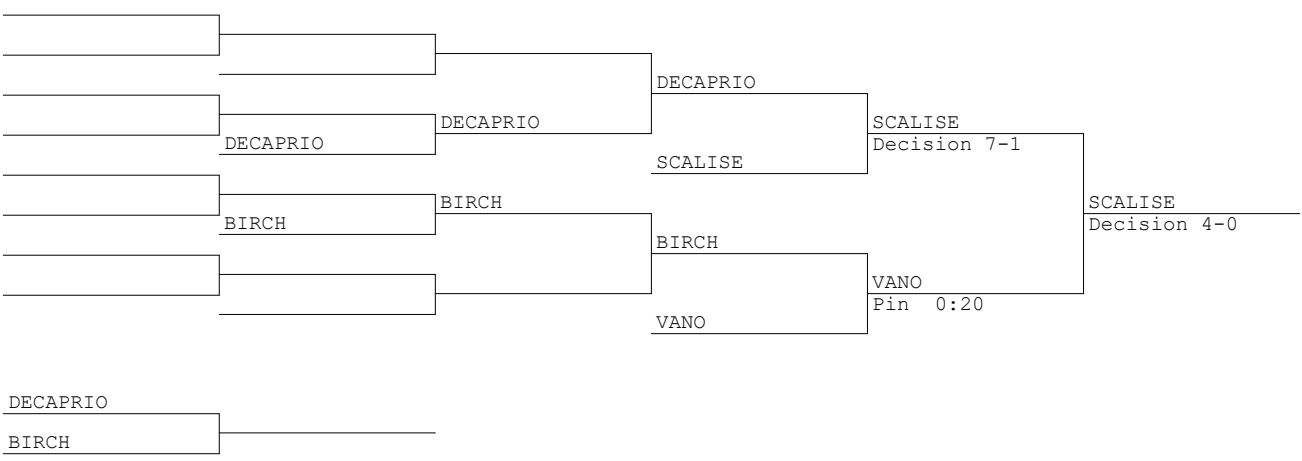 DECAPRIO
DECAPRIO
SCALISE
DECAPRIO
Decision 7-1
SCALISE
BIRCH
SCALISE
BIRCH
Decision 4-0
BIRCH
VANO
Pin 0:20
VANO
DECAPRIO
BIRCH